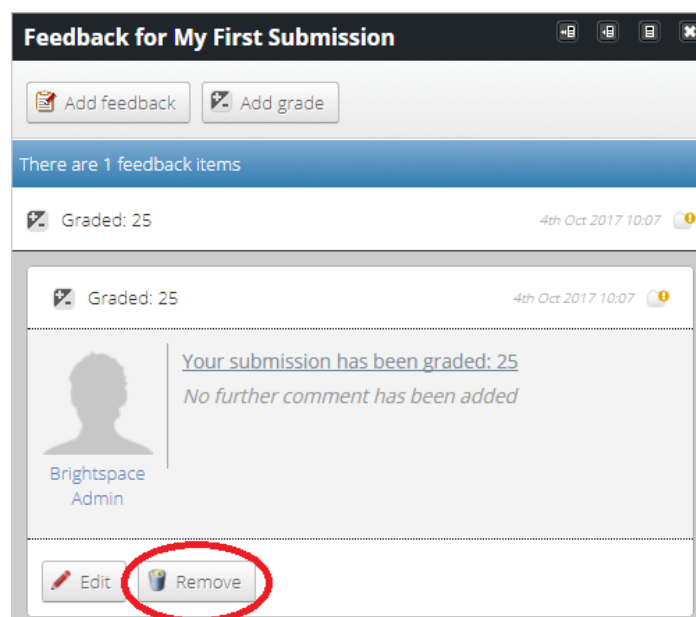 Feedback for My First Submission
Add feedback Add grade
There are 1 feedback items
Graded: 25 4th Oct 2017 10:07
Graded: 25 4th Oct 2017 10:07
Your submission has been graded: 25
No further comment has been added
Brightspace
Admin
Edit Remove